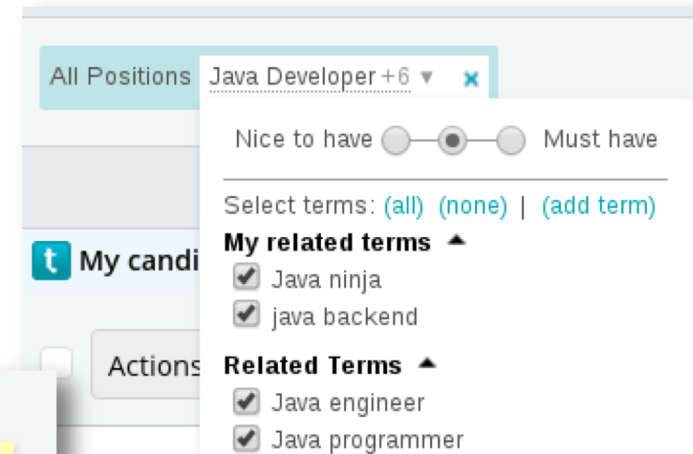 All Positions Java Developer +6 ▼ ×
Nice to have Must have
Select terms: (all) (none) | (add term)
My related terms ▲
t My candi
Java ninja
java backend
Actions
Related Terms ▲
Java engineer
Java programmer